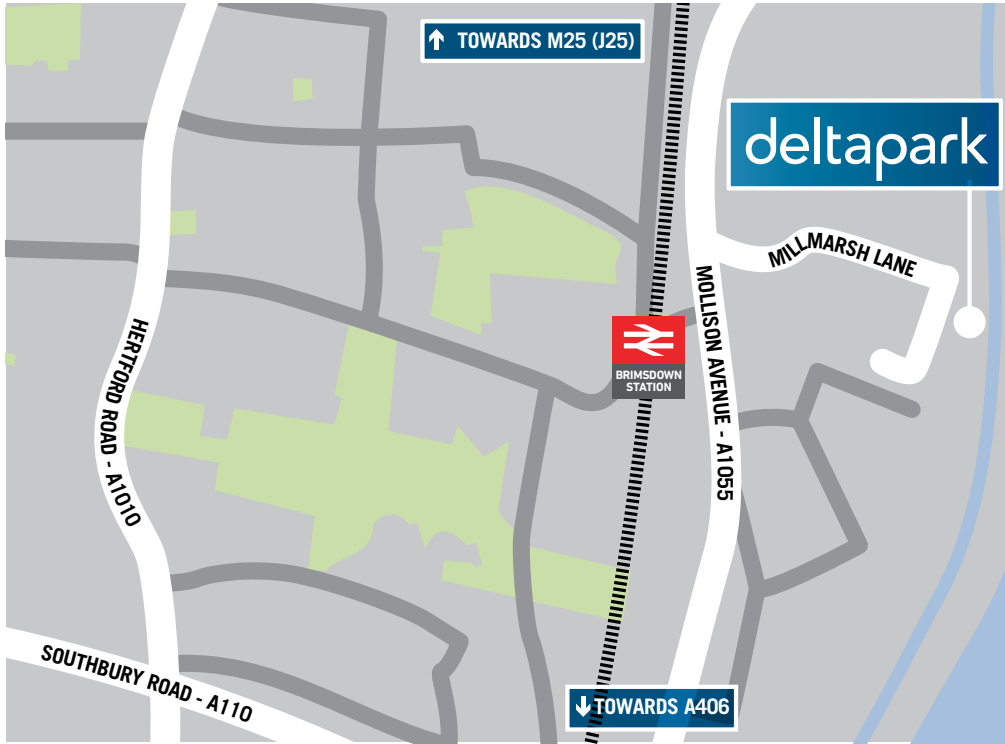 TOWARDS M25 (J25)
deltapark
MILLMARSH LANE
MOLLISON AVENUE - A1055
HERTFORD ROAD - A1010
BRIMSDOWN
STATION
SOUTHBURY ROAD - A110
TOWARDS A406